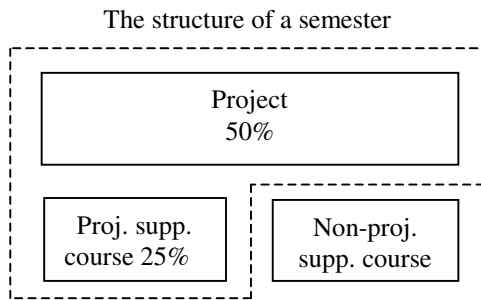 The structure of a semester
Project
50%
Proj. supp.
course 25%
Non-proj.
supp. course